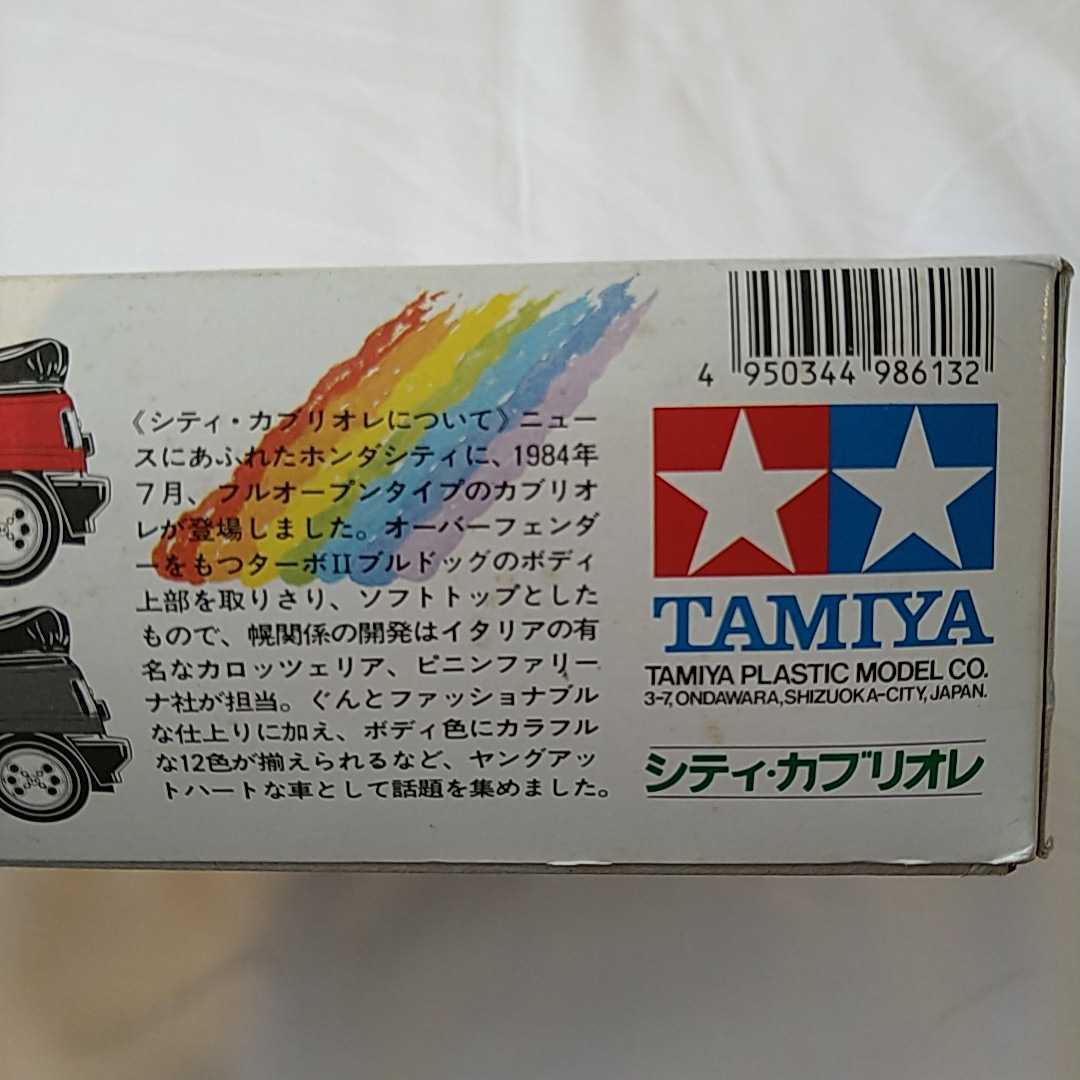 《シティ・カブリオレについて》ニュー
スにあふれたホンダシティに、1984年
7月、フルオープンタイプのカブリオ
レが登場しました。オーバーフェンダ
ーをもつターボIIブルドッグのボディ
上部を取りさり、ソフトトップとした
もので、幌関係の開発はイタリアの有
名なカロッツェリア、ピニンファリー
ナ社が担当。ぐんとファッショナブル
な仕上りに加え、ボディ色にカラフル
な12色が揃えられるなど、ヤングアッ
トハートな車として話題を集めました。
4 950344 986132
TAMIYA
TAMIYA PLASTIC MODEL CO.
3-7, ONDAWARA, SHIZUOKA-CITY, JAPAN.
シティ・カブリオレ